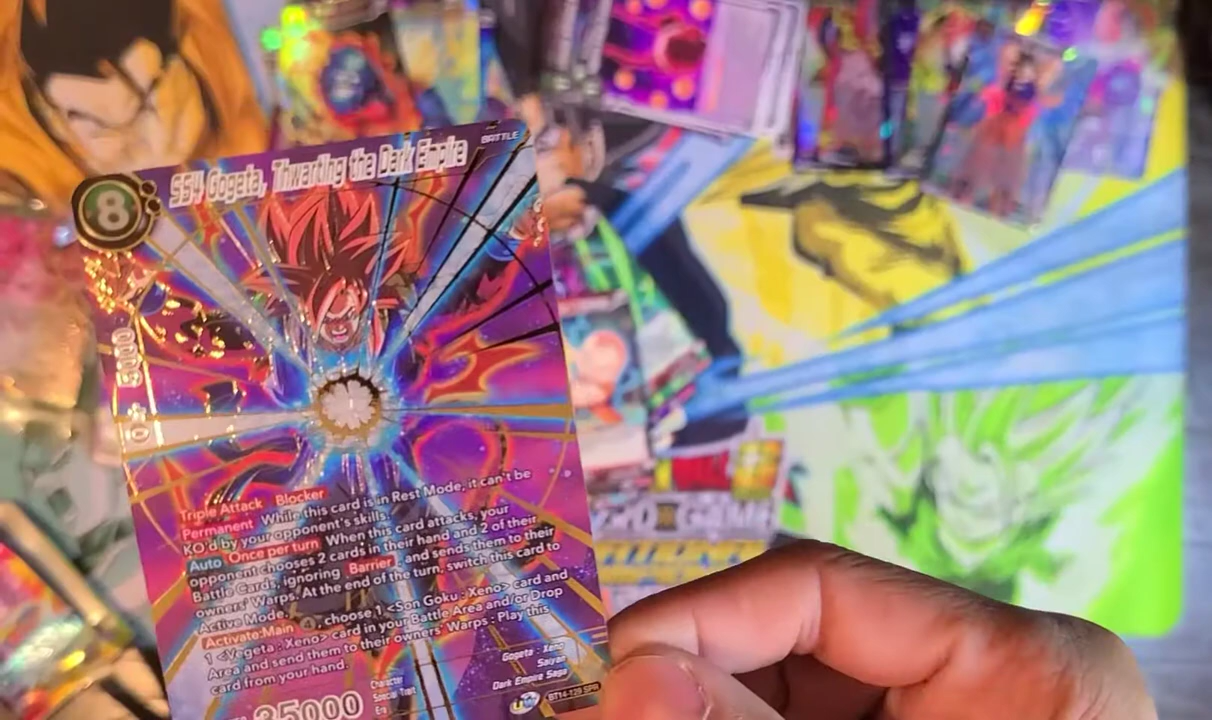 BATTLE
SS4 Gogeta, Thwarting the Dark Empire
8
Triple Attack Blocker
Permanent While this card is in Rest Mode, it can't be
KO'd by your opponent's skills.
Auto Once per turn When this card attacks, your
opponent chooses 2 cards in their hand and 2 of their
Battle Cards, ignoring Barrier, and sends them to their
owners' Warps. At the end of the turn, switch this card to
Active Mode.
Activate:Main 4, choose 1 <Son Goku : Xeno> card and
1 <Vegeta : Xeno> card in your Battle Area and/or Drop
Area and send them to their owners' Warps : Play this
card from your hand.
35000
Character
Special Trait
Era
Gogeta : Xeno
Saiyan
Dark Empire Saga
BT14-129 SPR